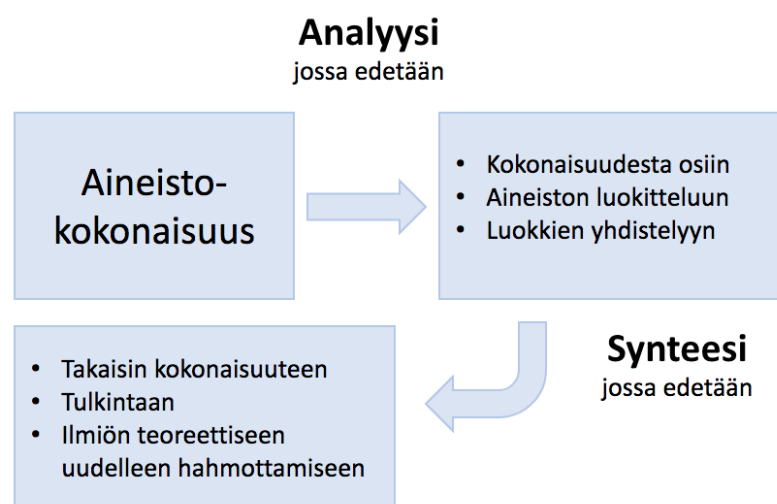 Analyysi
jossa edetään
Aineisto-
kokonaisuus
• Kokonaisuudesta osiin
• Aineiston luokitteluun
• Luokkien yhdistelyyn
Synteesi
jossa edetään
• Takaisin kokonaisuuteen
• Tulkintaan
• Ilmiön teoreettiseen
uudelleen hahmottamiseen